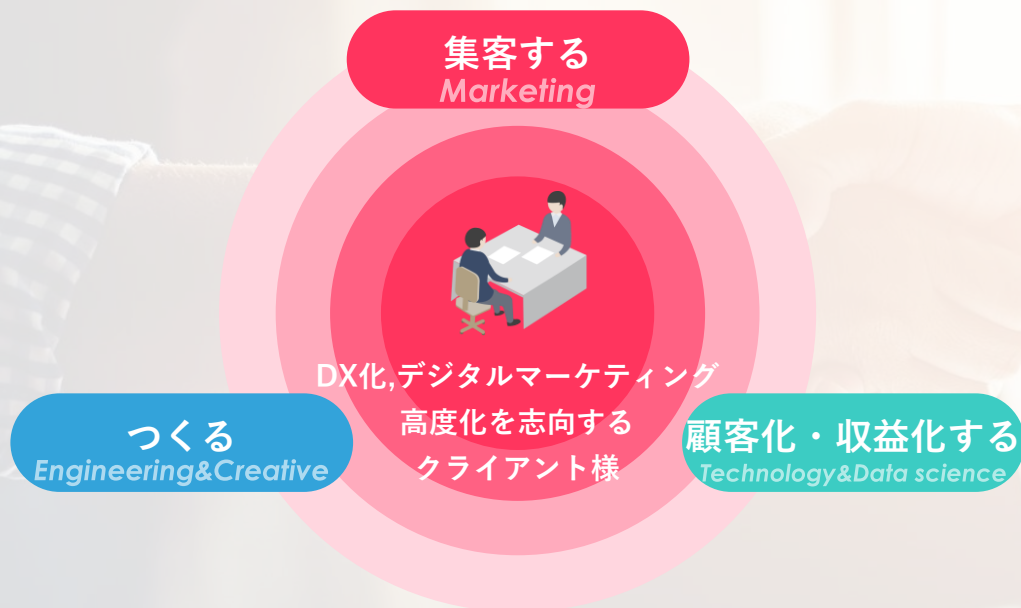 集客する
Marketing
DX化,デジタルマーケティング
高度化を志向する
クライアント様
つくる
Engineering&Creative
顧客化・収益化する
Technology&Data science